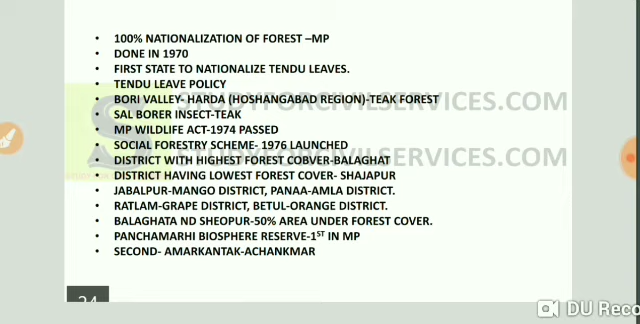 • 100% NATIONALIZATION OF FOREST –MP
• DONE IN 1970
• FIRST STATE TO NATIONALIZE TENDU LEAVES.
• TENDU LEAVE POLICY
STUDYFORCIVILSERVICES.COM
• BORI VALLEY- HARDA (HOSHANGABAD REGION)-TEAK FOREST
• SAL BORER INSECT-TEAK
• MP WILDLIFE ACT-1974 PASSED
• SOCIAL FORESTRY SCHEME- 1976 LAUNCHED
STUDYFORCIVILSERVICES.COM
• DISTRICT WITH HIGHEST FOREST COBVER-BALAGHAT
• DISTRICT HAVING LOWEST FOREST COVER- SHAJAPUR
• JABALPUR-MANGO DISTRICT, PANAA-AMLA DISTRICT.
• RATLAM-GRAPE DISTRICT, BETUL-ORANGE DISTRICT.
• BALAGHATA ND SHEOPUR-50% AREA UNDER FOREST COVER.
• PANCHAMARHI BIOSPHERE RESERVE-1ST IN MP
• SECOND- AMARKANTAK-ACHANKMAR
DU Reco